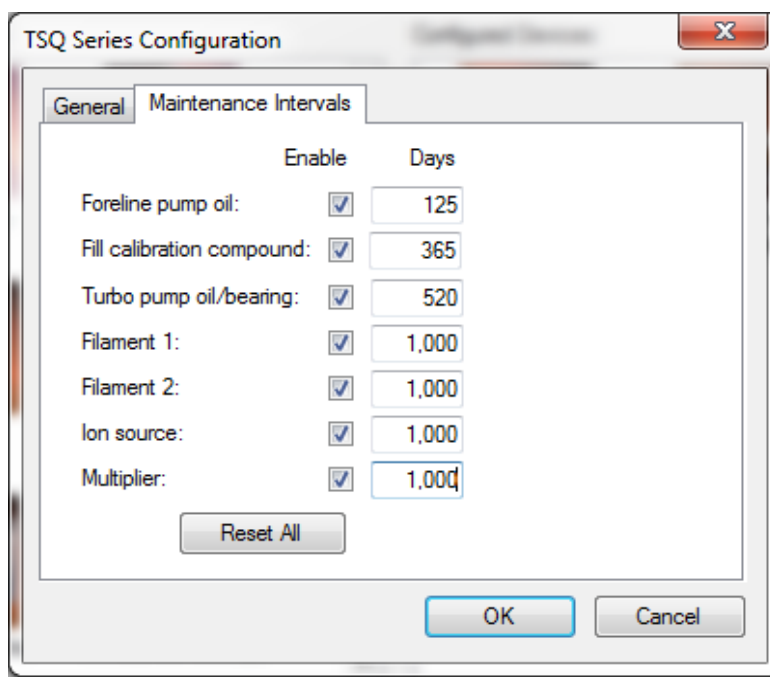 TSQ Series Configuration
General Maintenance Intervals
Enable Days
Foreline pump oil: 125
Fill calibration compound: 365
Turbo pump oil/bearing: 520
Filament 1: 1,000
Filament 2: 1,000
Ion source: 1,000
Multiplier: 1,000
Reset All
OK Cancel